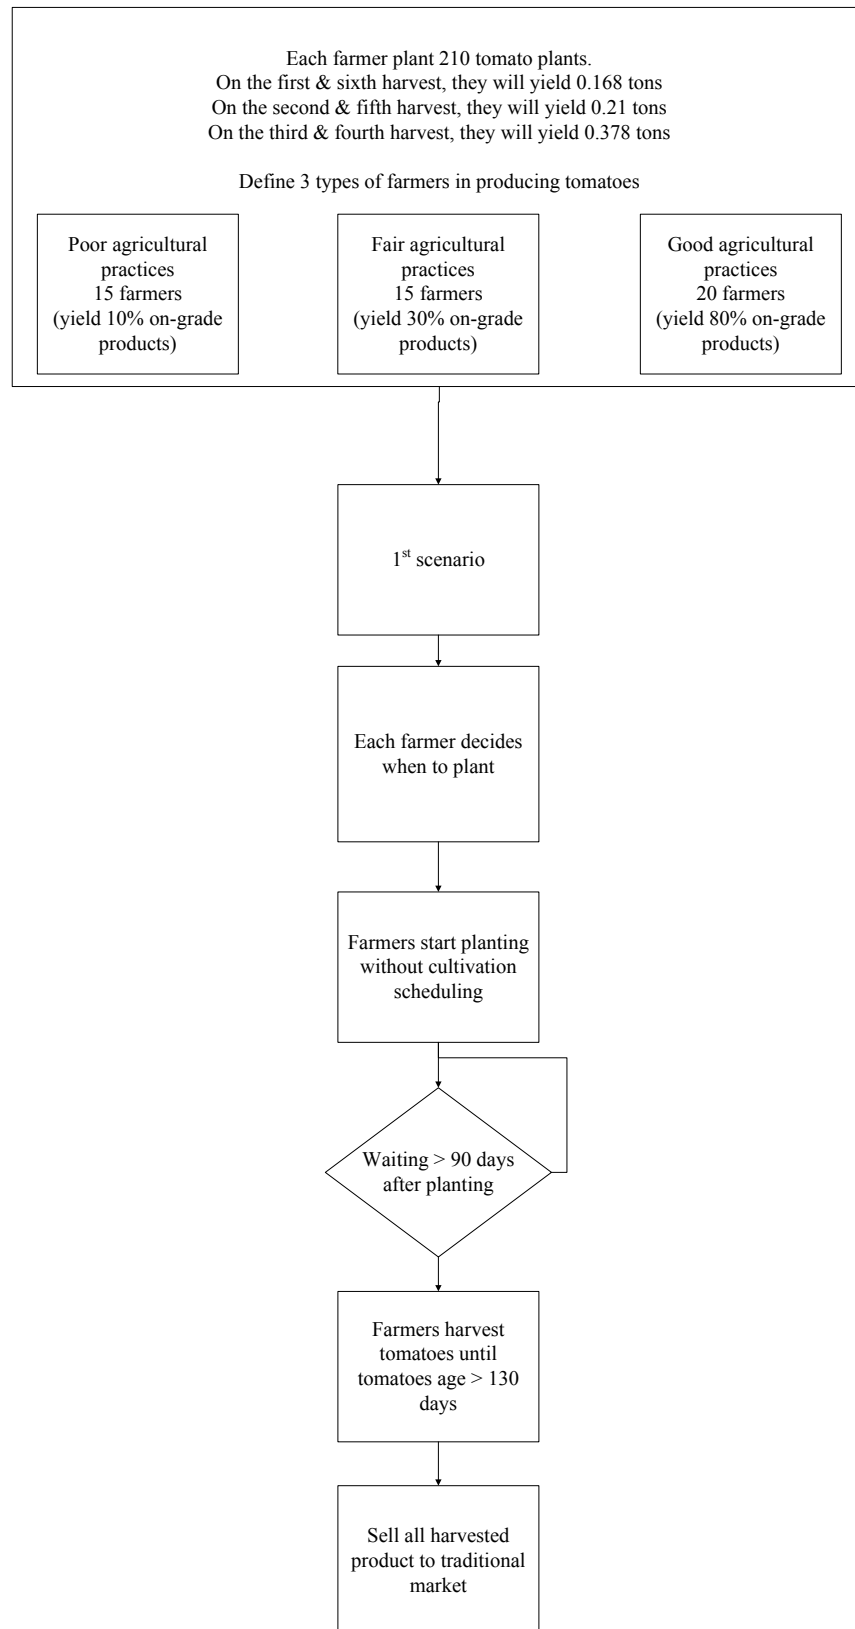 Each farmer plant 210 tomato plants.
On the first & sixth harvest, they will yield 0.168 tons
On the second & fifth harvest, they will yield 0.21 tons
On the third & fourth harvest, they will yield 0.378 tons
Define 3 types of farmers in producing tomatoes
Poor agricultural
practices
15 farmers
(yield 10% on-grade
products)
Fair agricultural
practices
15 farmers
(yield 30% on-grade
products)
Good agricultural
practices
20 farmers
(yield 80% on-grade
products)
1st scenario
Each farmer decides
when to plant
Farmers start planting
without cultivation
scheduling
Waiting > 90 days
after planting
Farmers harvest
tomatoes until
tomatoes age > 130
days
Sell all harvested
product to traditional
market